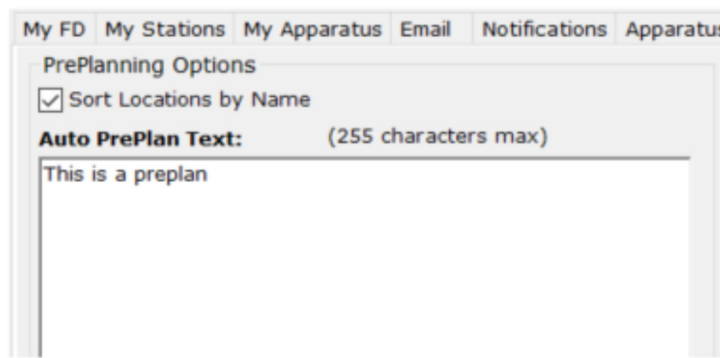 My FD My Stations My Apparatus Email Notifications
PrePlanning Options
Sort Locations by Name
Auto PrePlan Text: (255 characters max)
This is a preplan